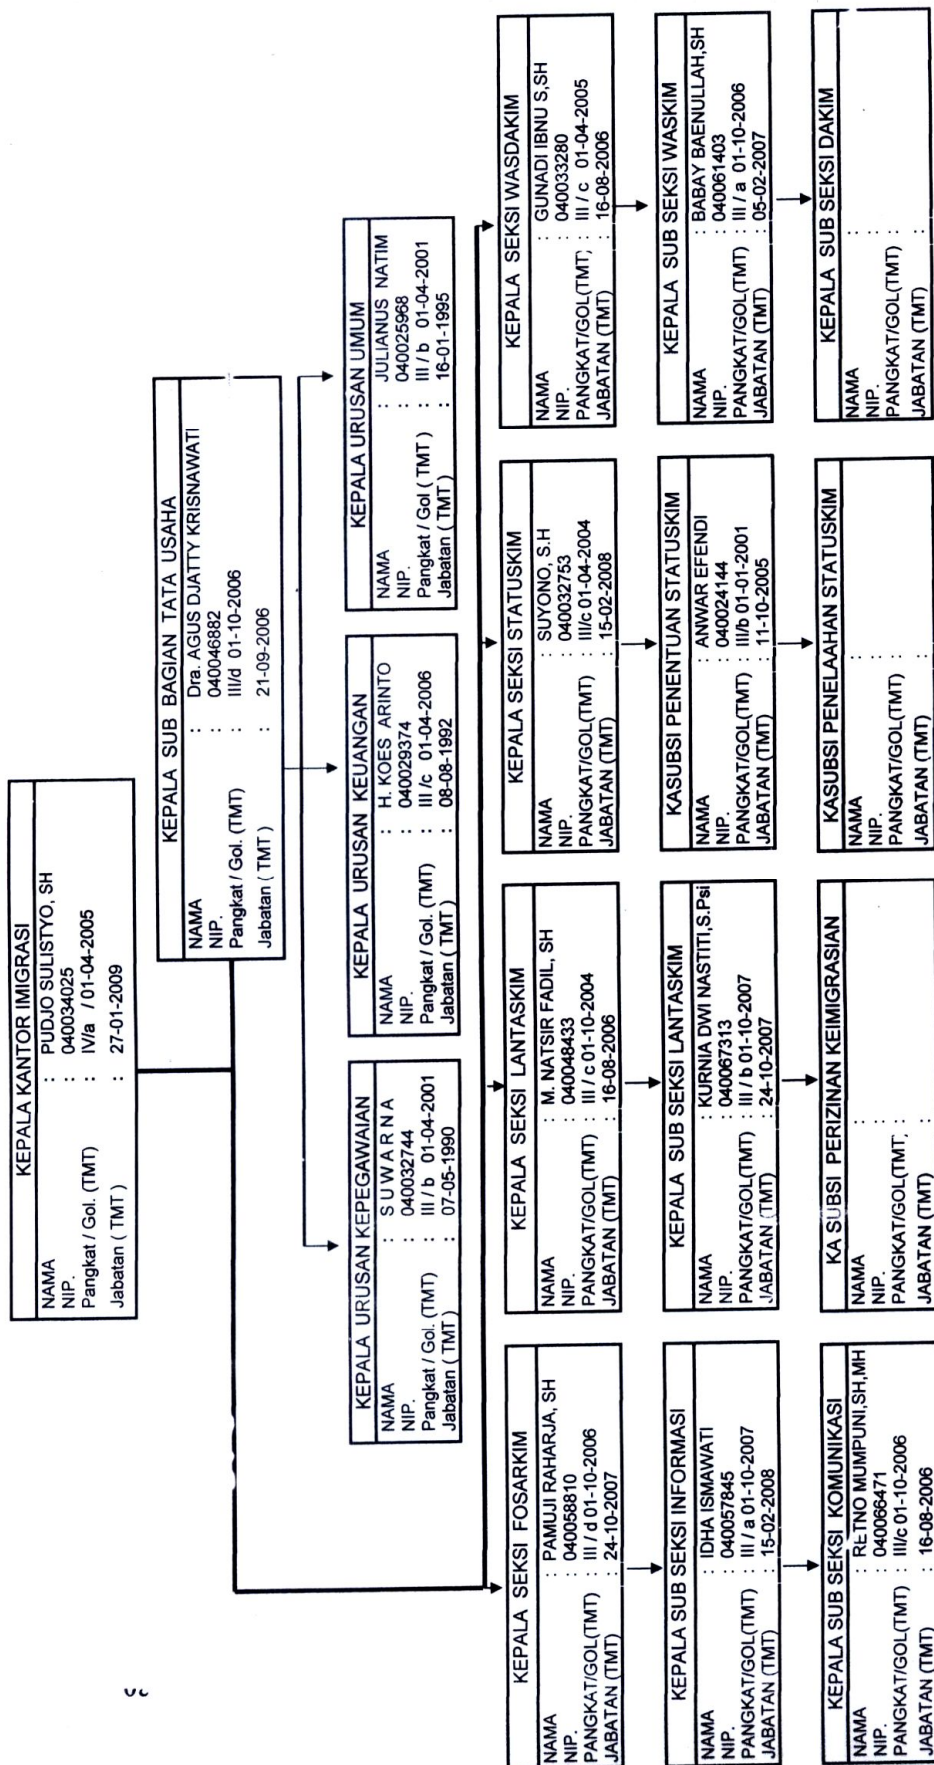 KEPALA KANTOR IMIGRASI
NAMA : PUDJO SULISTYO, SH
NIP. : 040034025
Pangkat / Gol. (TMT) : IV/a / 01-04-2005
Jabatan ( TMT ) : 27-01-2009
KEPALA SUB BAGIAN TATA USAHA
NAMA : Dra. AGUS DJATTY KRISNAWATI
NIP. : 040046882
Pangkat / Gol. (TMT) : III/d 01-10-2006
Jabatan ( TMT ) : 21-09-2006
KEPALA URUSAN KEPEGAWAIAN
NAMA : S U W A R N A
NIP. : 040032744
Pangkat / Gol. (TMT) : III / b 01-04-2001
Jabatan ( TMT ) : 07-05-1990
KEPALA URUSAN KEUANGAN
NAMA : H. KOES ARINTO
NIP. : 040029374
Pangkat / Gol. (TMT) : III /c 01-04-2006
Jabatan ( TMT ) : 08-08-1992
KEPALA URUSAN UMUM
NAMA : JULIANUS NATIM
NIP. : 040025968
Pangkat / Gol ( TMT ) : III / b 01-04-2001
Jabatan ( TMT ) : 16-01-1995
KEPALA SEKSI FOSARKIM
NAMA : PAMUJI RAHARJA, SH
NIP. : 040058810
PANGKAT/GOL(TMT) : III / d 01-10-2006
JABATAN (TMT) : 24-10-2007
KEPALA SEKSI LANTASKIM
NAMA : M. NATSIR FADIL, SH
NIP. : 040048433
PANGKAT/GOL(TMT) : III / c 01-10-2004
JABATAN (TMT) : 16-08-2006
KEPALA SEKSI STATUSKIM
NAMA : SUYONO, S.H
NIP. : 040032753
PANGKAT/GOL(TMT) : III/c 01-04-2004
JABATAN (TMT) : 15-02-2008
KEPALA SEKSI WASDAKIM
NAMA : GUNADI IBNU S,SH
NIP. : 040033280
PANGKAT/GOL(TMT) : III / c 01-04-2005
JABATAN (TMT) : 16-08-2006
KEPALA SUB SEKSI INFORMASI
NAMA : IDHA ISMAWATI
NIP. : 040057845
PANGKAT/GOL(TMT) : III / a 01-10-2007
JABATAN (TMT) : 15-02-2008
KEPALA SUB SEKSI LANTASKIM
NAMA : KURNIA DWI NASTITI,S.Psi
NIP. : 040067313
PANGKAT/GOL(TMT) : III / b 01-10-2007
JABATAN (TMT) : 24-10-2007
KASUBSI PENENTUAN STATUSKIM
NAMA : ANWAR EFENDI
NIP. : 040024144
PANGKAT/GOL(TMT) : III/b 01-01-2001
JABATAN (TMT) : 11-10-2005
KEPALA SUB SEKSI WASKIM
NAMA : BABAY BAENULLAH,SH
NIP. : 040061403
PANGKAT/GOL(TMT) : III / a 01-10-2006
JABATAN (TMT) : 05-02-2007
KEPALA SUB SEKSI KOMUNIKASI
NAMA : RETNO MUMPUNI,SH,MH
NIP. : 040066471
PANGKAT/GOL(TMT) : III/c 01-10-2006
JABATAN (TMT) : 16-08-2006
KA SUBSI PERIZINAN KEIMIGRASIAN
NAMA :
NIP. :
PANGKAT/GOL(TMT) :
JABATAN (TMT) :
KASUBSI PENELAAHAN STATUSKIM
NAMA :
NIP. :
PANGKAT/GOL(TMT) :
JABATAN (TMT) :
KEPALA SUB SEKSI DAKIM
NAMA :
NIP. :
PANGKAT/GOL(TMT) :
JABATAN (TMT) :